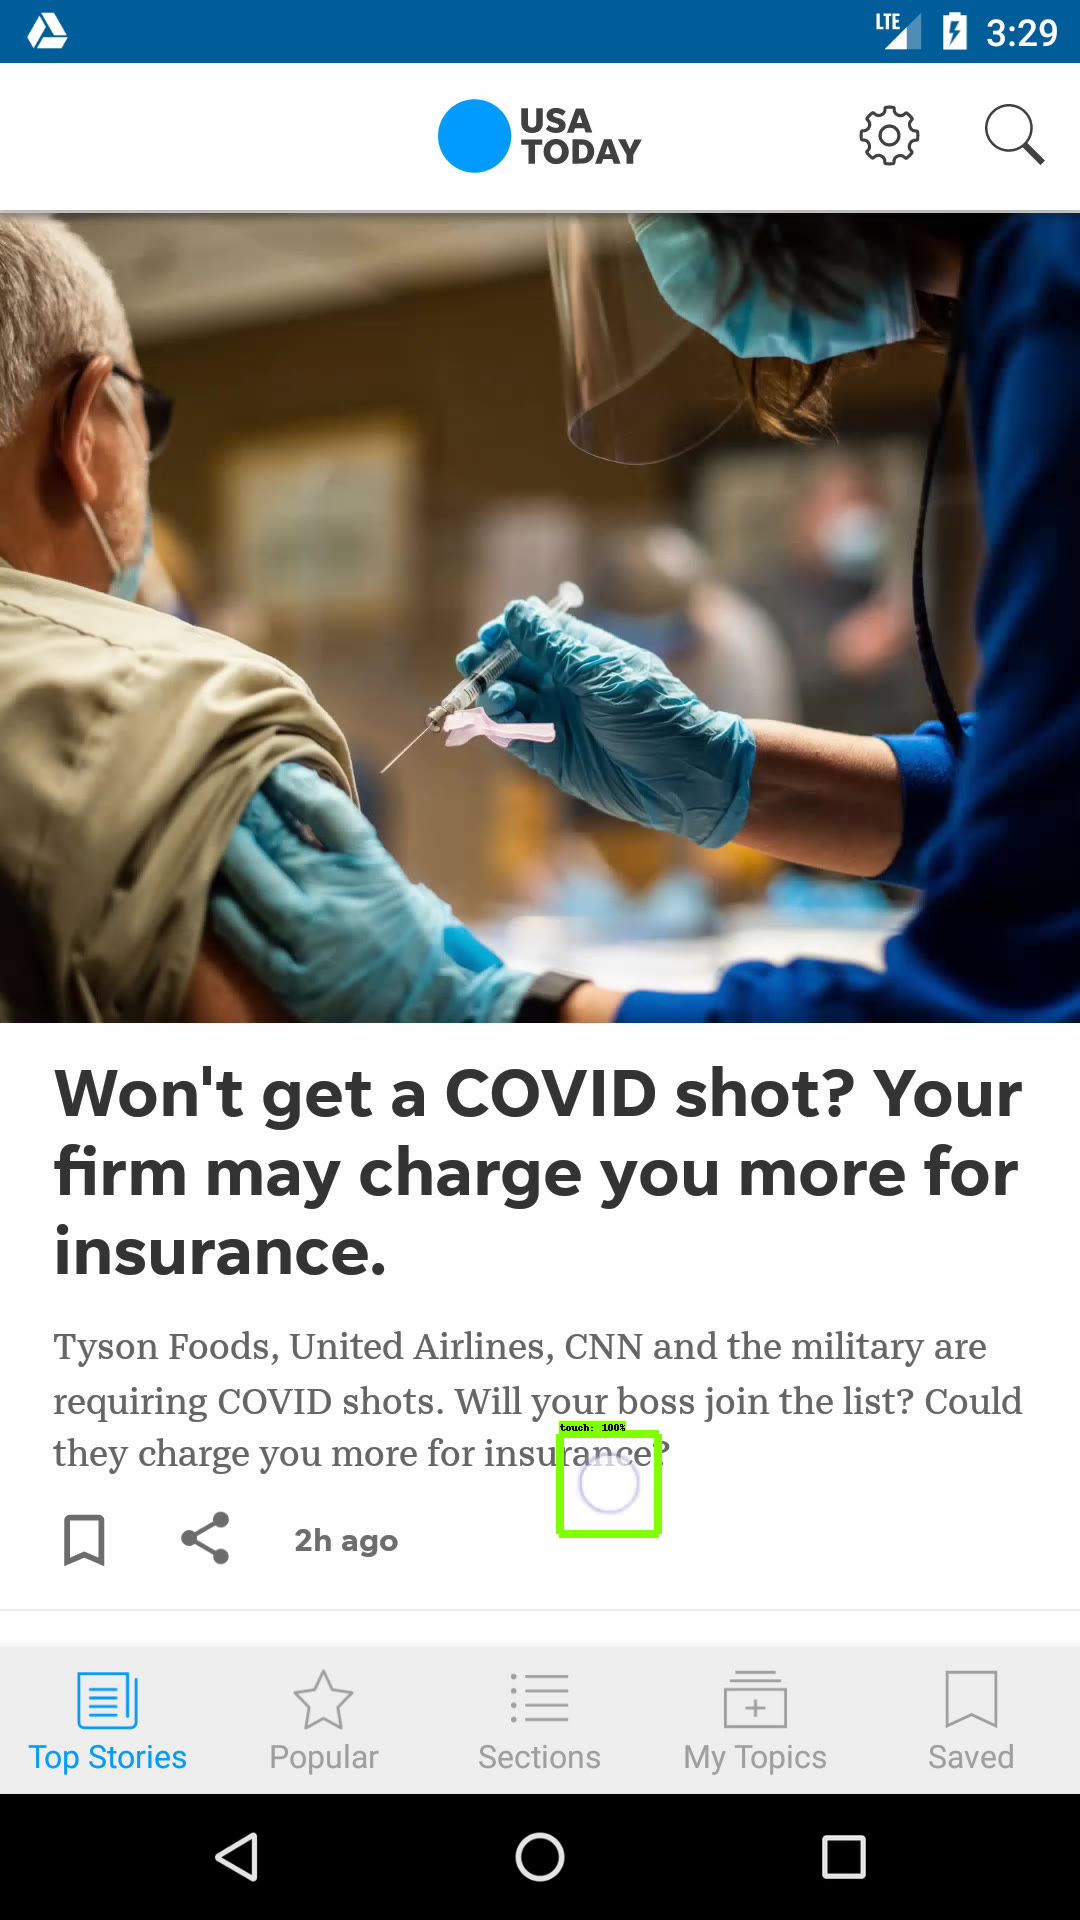 LTE 3:29
USA
TODAY
Won't get a COVID shot? Your
firm may charge you more for
insurance.
Tyson Foods, United Airlines, CNN and the military are
requiring COVID shots. Will your boss join the list? Could
touch: 100%
they charge you more for insurance?
2h ago
Top Stories Popular Sections My Topics Saved